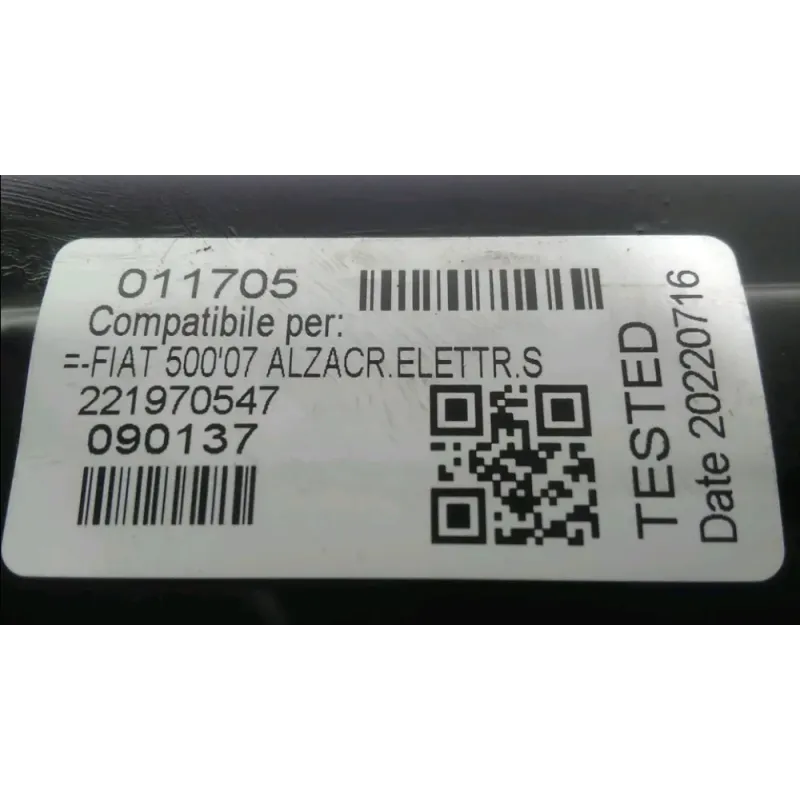 011705
Compatibile per:
=-FIAT 500'07 ALZACR.ELETTR.S
221970547
090137
TESTED
Date 20220716